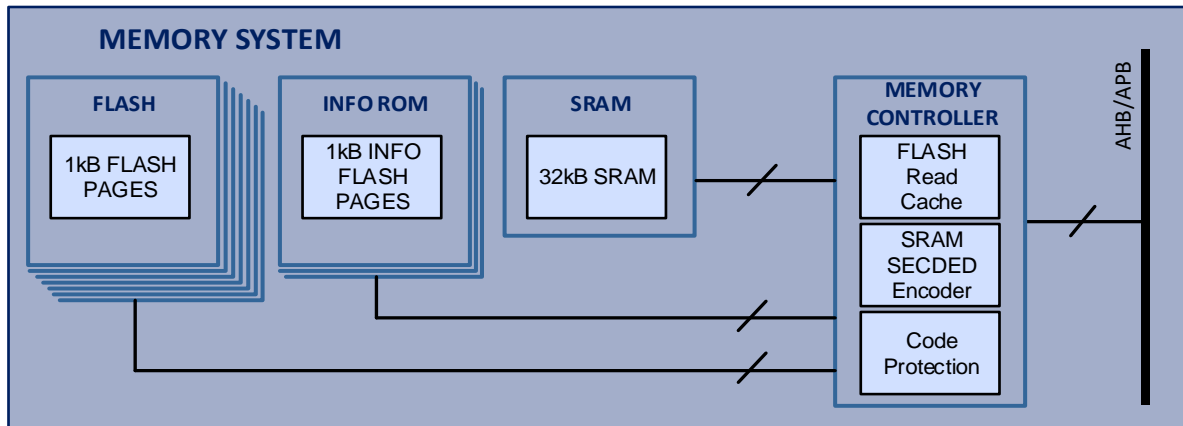 MEMORY SYSTEM
FLASH
1kB FLASH
PAGES
INFO ROM
1kB INFO
FLASH
PAGES
SRAM
32kB SRAM
MEMORY
CONTROLLER
FLASH
Read
Cache
SRAM
SECDED
Encoder
Code
Protection
AHB/APB